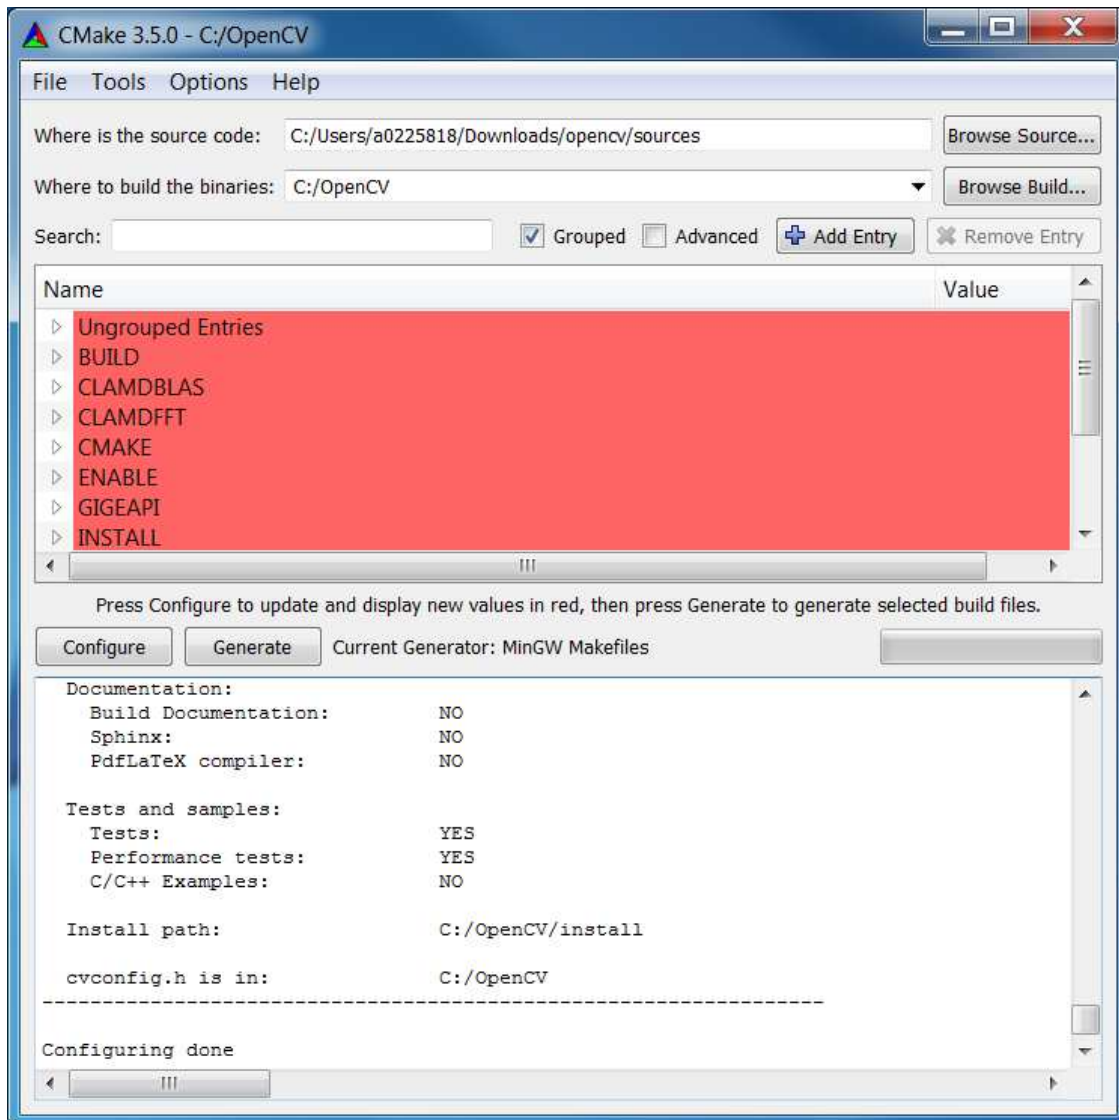 CMake 3.5.0 - C:/OpenCV
File Tools Options Help
Where is the source code: C:/Users/a0225818/Downloads/opencv/sources Browse Source...
Where to build the binaries: C:/OpenCV Browse Build...
Search: Grouped Advanced Add Entry Remove Entry
Name Value
Ungrouped Entries
BUILD
CLAMDBLAS
CLAMDFFT
CMAKE
ENABLE
GIGEAPI
INSTALL
Press Configure to update and display new values in red, then press Generate to generate selected build files.
Configure Generate Current Generator: MinGW Makefiles
Documentation:
Build Documentation: NO
Sphinx: NO
PdfLaTeX compiler: NO
Tests and samples:
Tests: YES
Performance tests: YES
C/C++ Examples: NO
Install path: C:/OpenCV/install
cvconfig.h is in: C:/OpenCV
-----------------------------------------------------------------
Configuring done